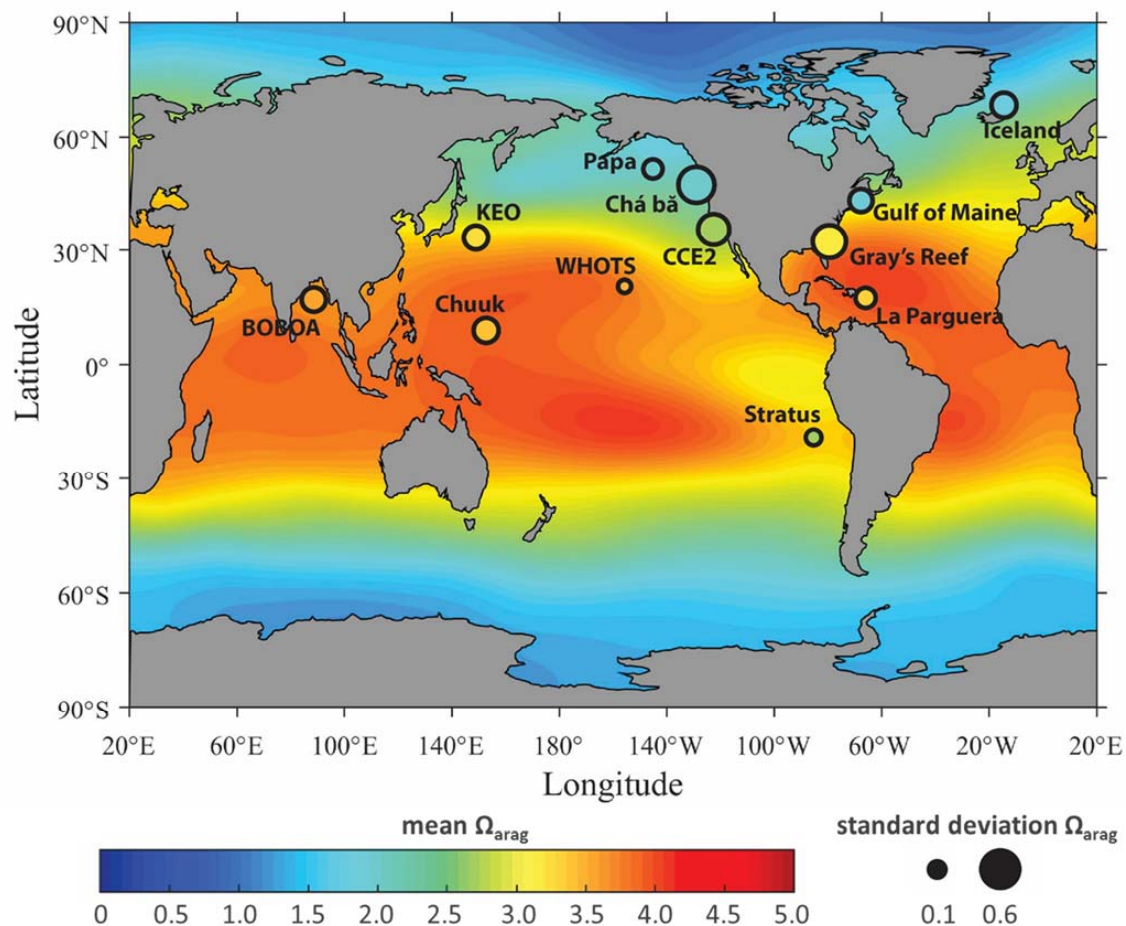 90°N
60°N
30°N
0°
30°S
60°S
90°S
Latitude
Iceland
Papa
Chá bă
Gulf of Maine
KEO
CCE2
Gray's Reef
WHOTS
Chuuk
La Parguera
BOBOA
Stratus
20°E 60°E 100°E 140°E 180° 140°W 100°W 60°W 20°W 20°E
Longitude
mean Ωarag
standard deviation Ωarag
0 0.5 1.0 1.5 2.0 2.5 3.0 3.5 4.0 4.5 5.0
0.1 0.6